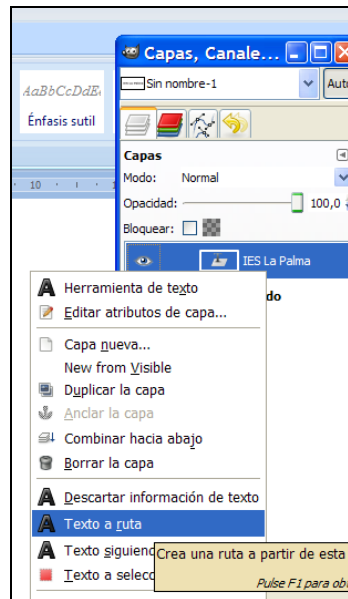 Capas, Canale...
Sin nombre-1
Auto
AaBbCcDdE
Énfasis sutil
Capas
10
Modo: Normal
Opacidad: 100,0
Bloquear:
IES La Palma
do
Herramienta de texto
Editar atributos de capa...
Capa nueva...
New from Visible
Duplicar la capa
Anclar la capa
Combinar hacia abajo
Borrar la capa
Descartar información de texto
Texto a ruta
Texto siguiend
Crea una ruta a partir de esta
Texto a selecc
Pulse F1 para ob